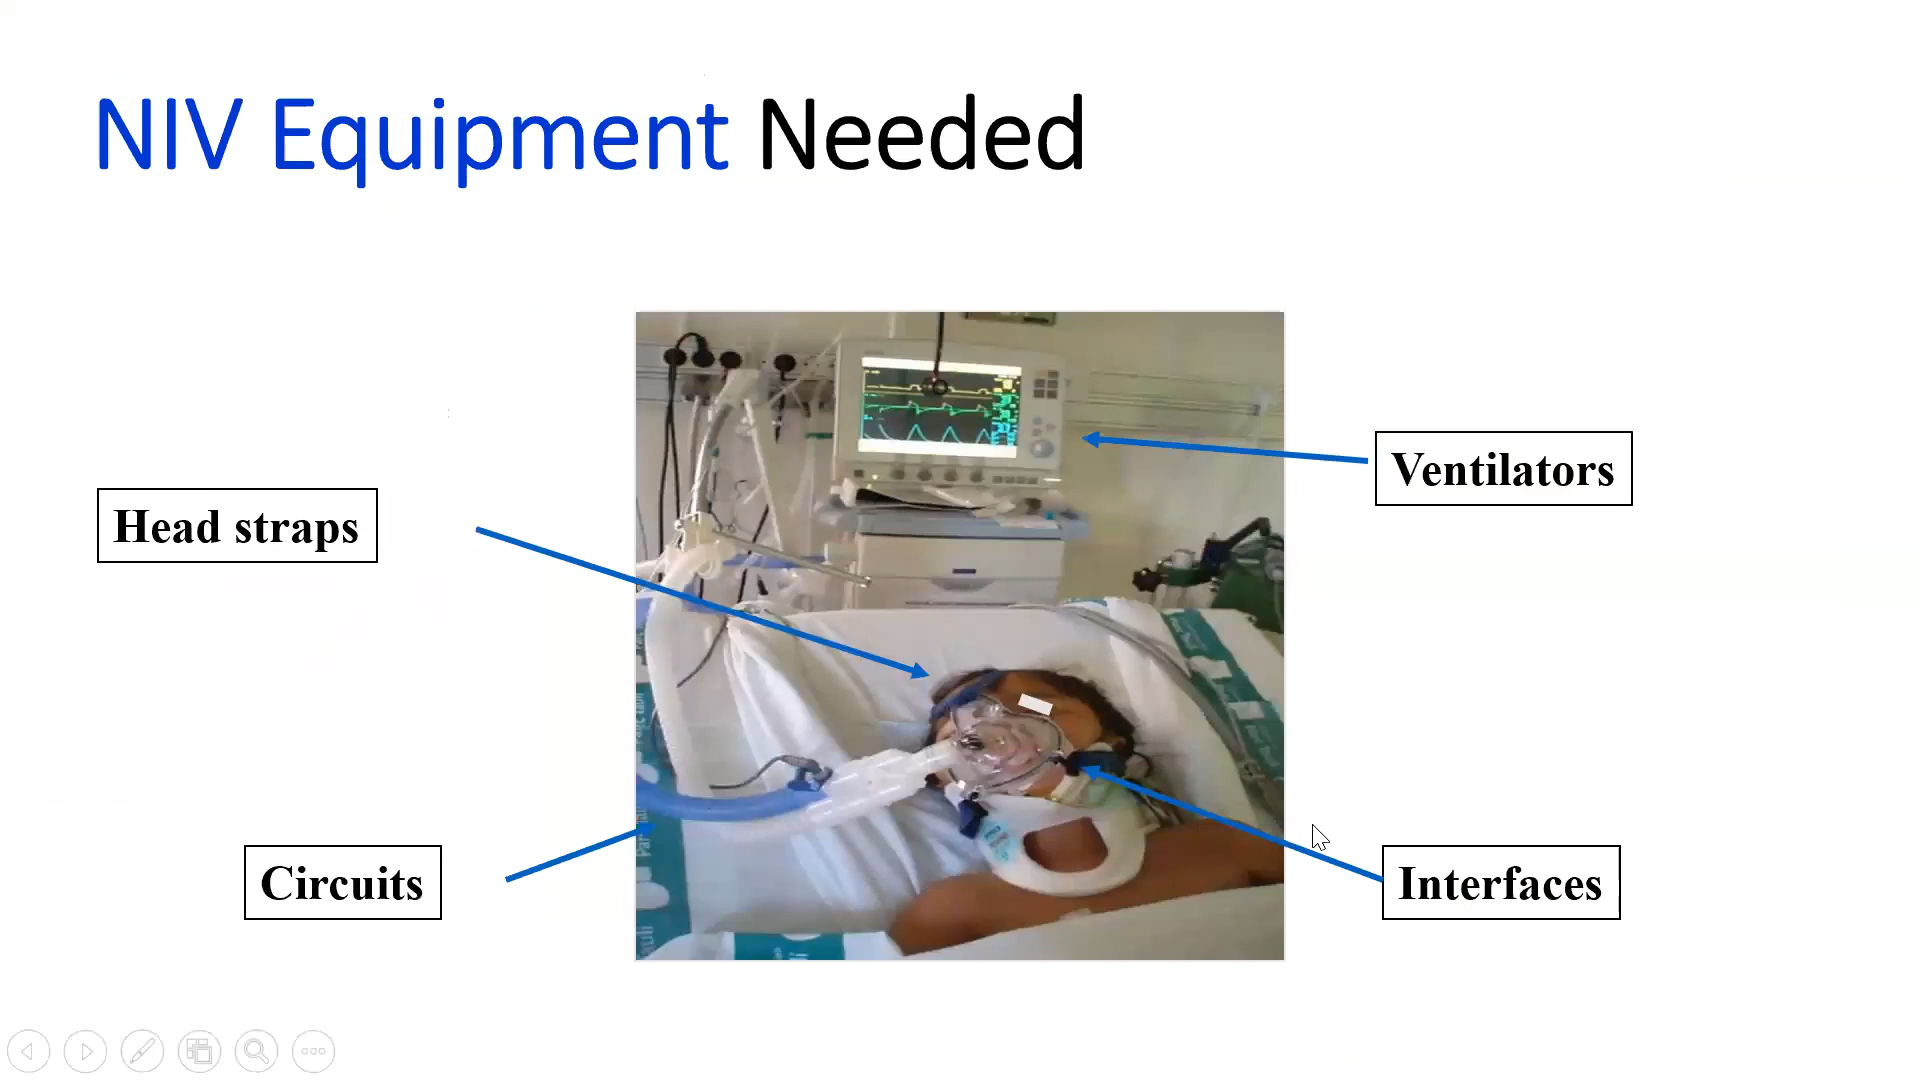 NIV Equipment Needed
Ventilators
Head straps
Circuits
Interfaces